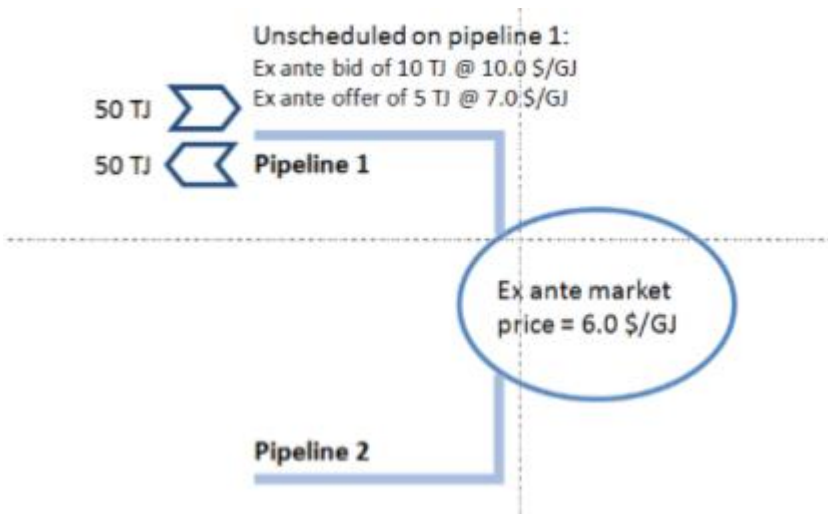 Unscheduled on pipeline 1:
Ex ante bid of 10 TJ @ 10.0 $/GJ
Ex ante offer of 5 TJ @ 7.0 $/GJ
50 TJ
50 TJ
Pipeline 1
Ex ante market
price = 6.0 $/GJ
Pipeline 2